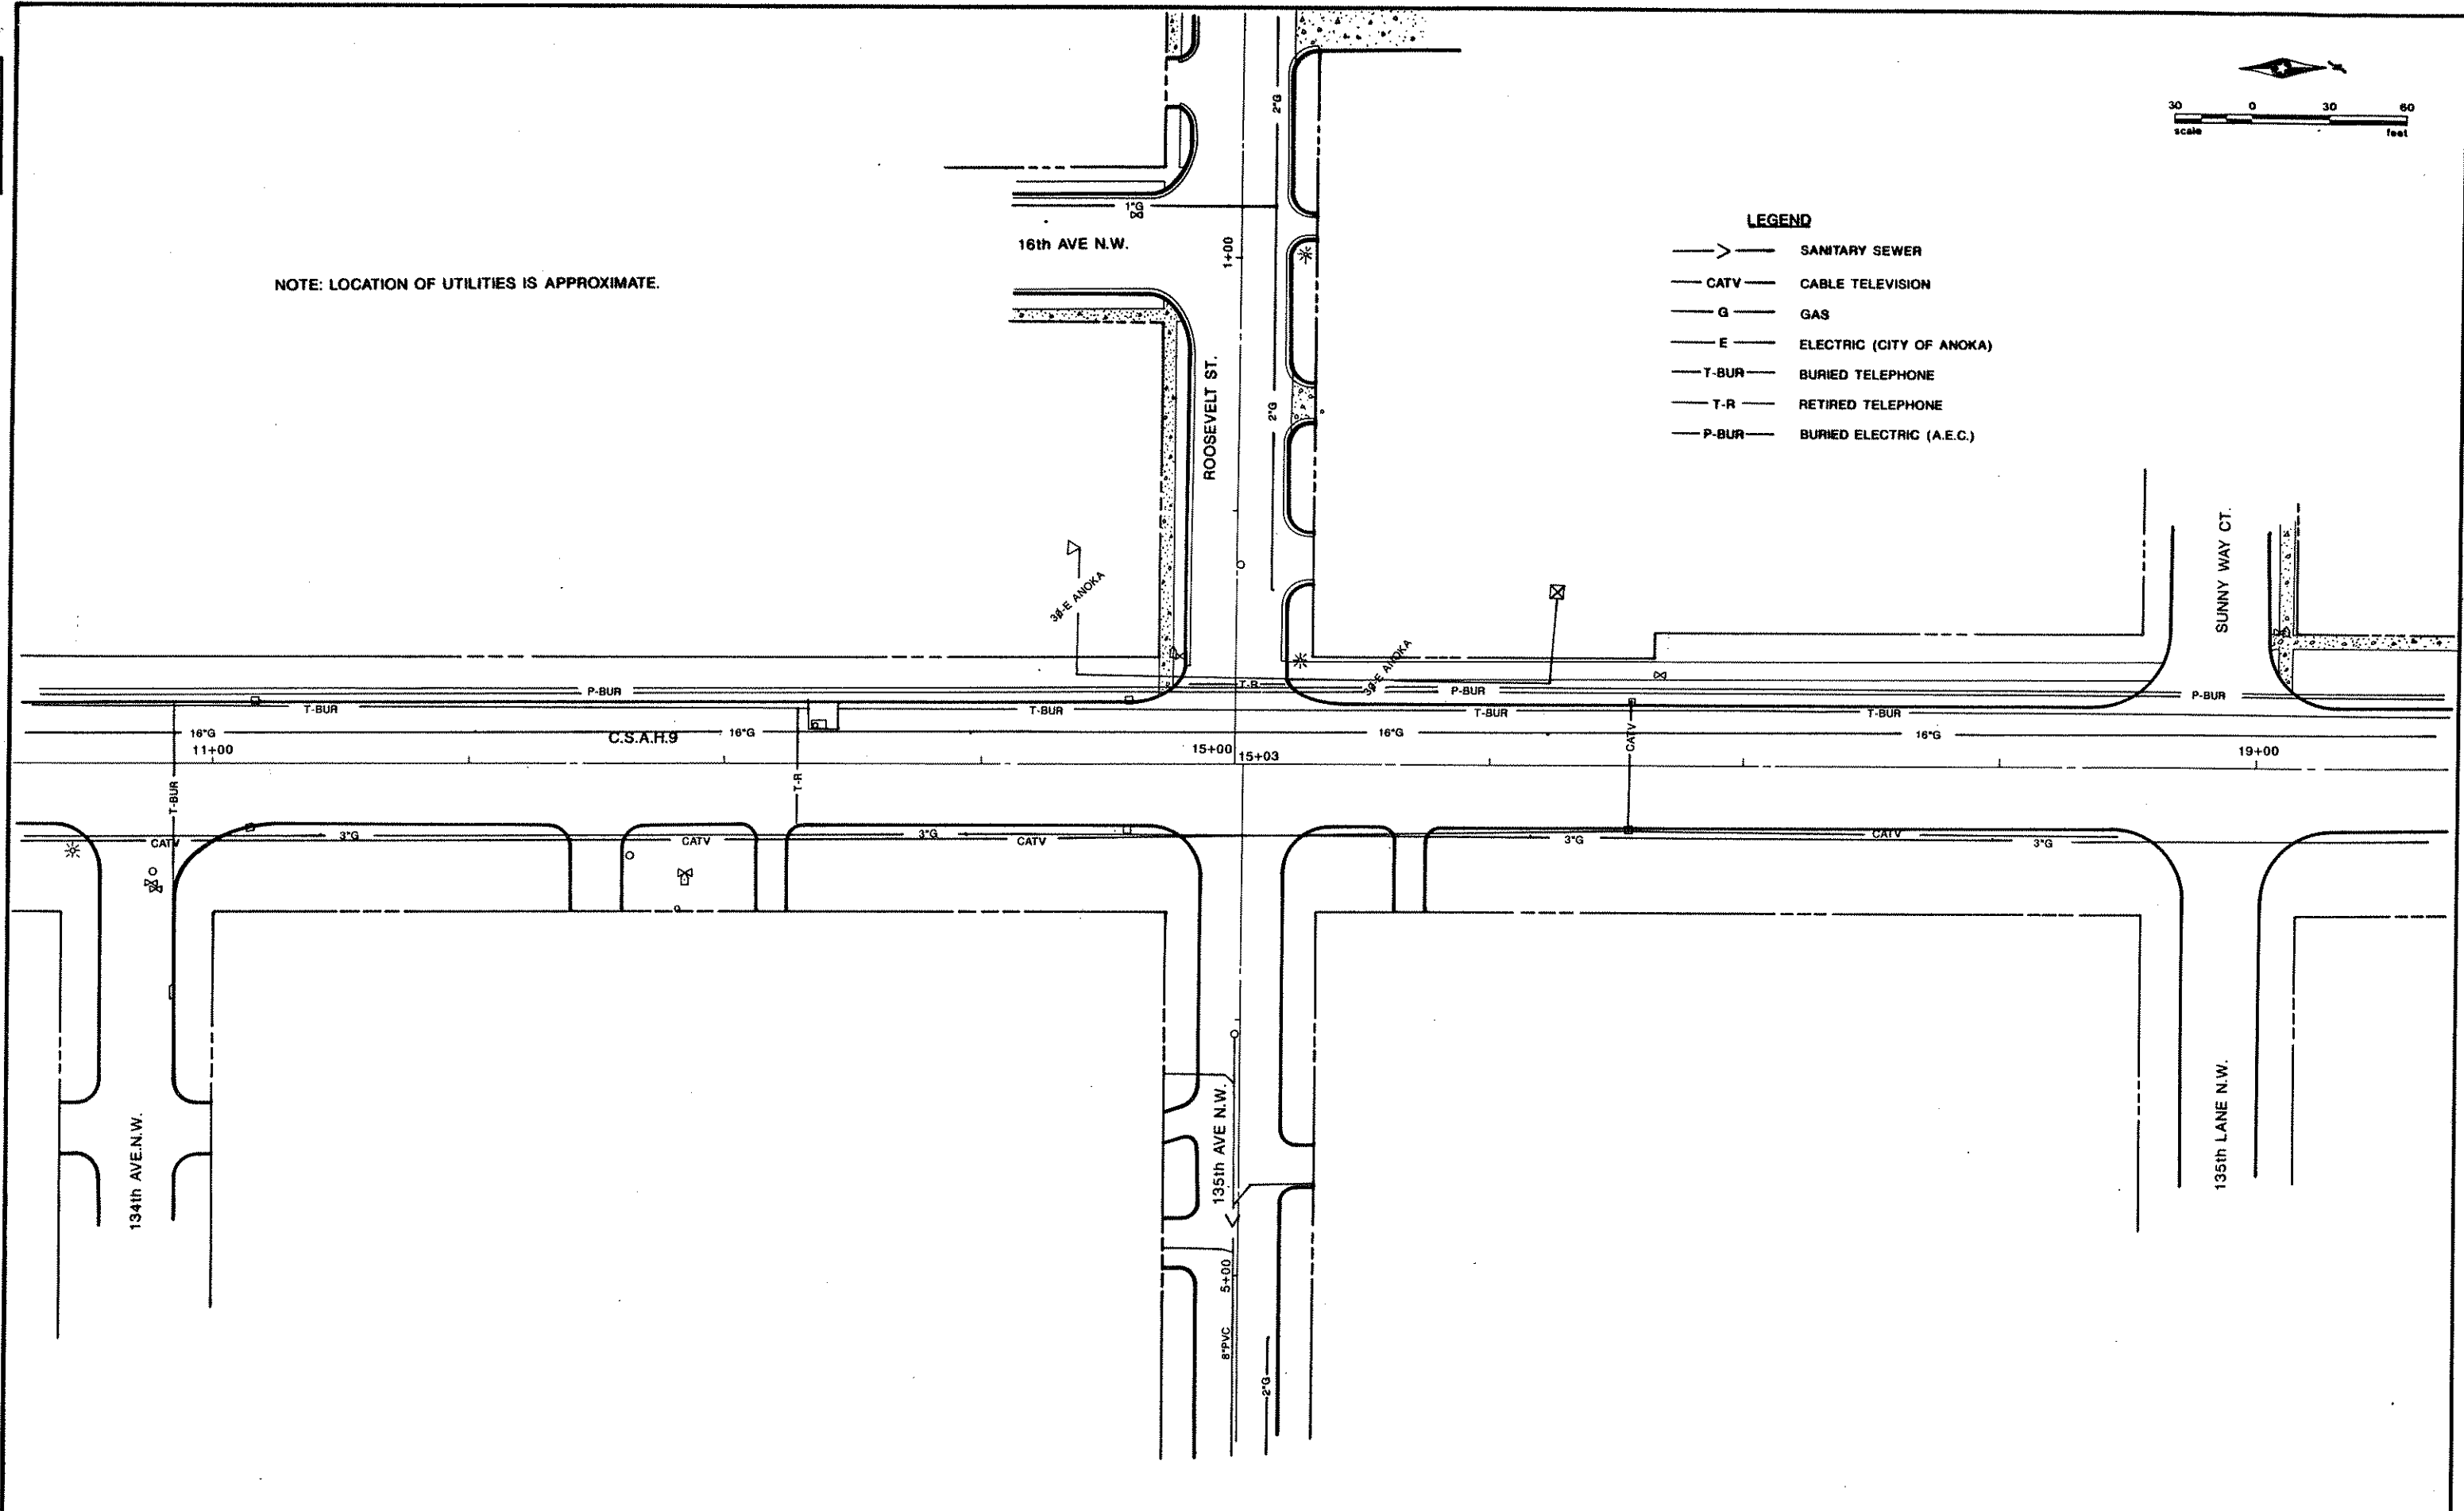 30 0 30 60
scale feet
2"G
LEGEND
SANITARY SEWER
CATV CABLE TELEVISION
G GAS
E ELECTRIC (CITY OF ANOKA)
T-BUR BURIED TELEPHONE
T-R RETIRED TELEPHONE
P-BUR BURIED ELECTRIC (A.E.C.)
1"G
16th AVE N.W.
1+00
NOTE: LOCATION OF UTILITIES IS APPROXIMATE.
ROOSEVELT ST.
2"G
SUNNY WAY CT.
3Ø-E ANOKA
3Ø-E ANOKA
T-R
P-BUR
P-BUR
P-BUR
T-BUR
T-BUR
T-BUR
T-BUR
16"G
C.S.A.H.9
16"G
16"G
16"G
CATV
11+00
15+00
15+03
19+00
T-BUR
T-R
CATV
3"G
CATV
3"G
CATV
3"G
CATV
3"G
134th AVE.N.W.
135th AVE N.W.
135th LANE N.W.
5+00
8"PVC
2"G